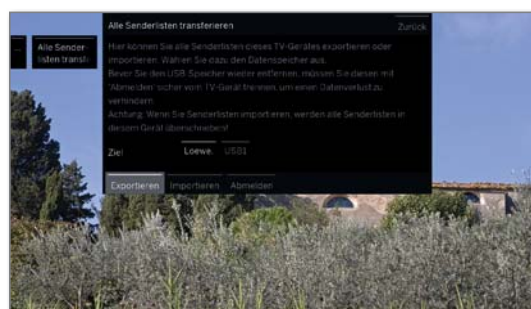 Alle Senderlisten transferieren
Zurück
...
Alle Sender-
listen transfe
Hier können Sie alle Senderlisten dieses TV-Gerätes exportieren oder
importieren. Wählen Sie dazu den Datenspeicher aus.
Bevor Sie den USB-Speicher wieder entfernen, müssen Sie diesen mit
'Abmelden' sicher vom TV-Gerät trennen, um einen Datenverlust zu
verhindern.
Achtung: Wenn Sie Senderlisten importieren, werden alle Senderlisten in
diesem Gerät überschrieben!
Ziel
Loewe.
USB1
Exportieren
Importieren
Abmelden